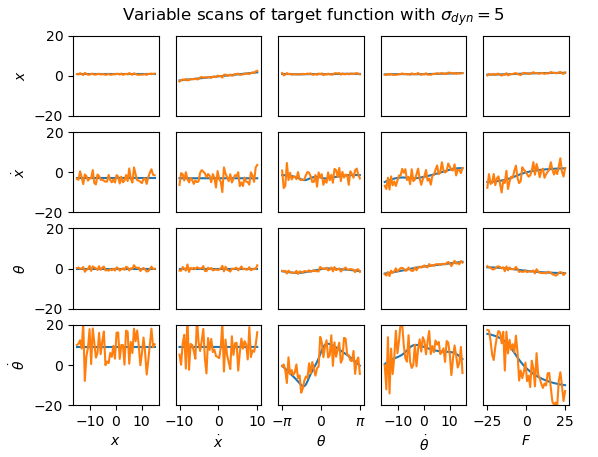 Variable scans of target function with σ_dyn = 5
20
0
−20
x
20
0
−20
ẋ
20
0
−20
θ
20
0
−20
θ̇
−10 0 10
x
−10 0 10
ẋ
−π 0 π
θ
−10 0 10
θ̇
−25 0 25
F